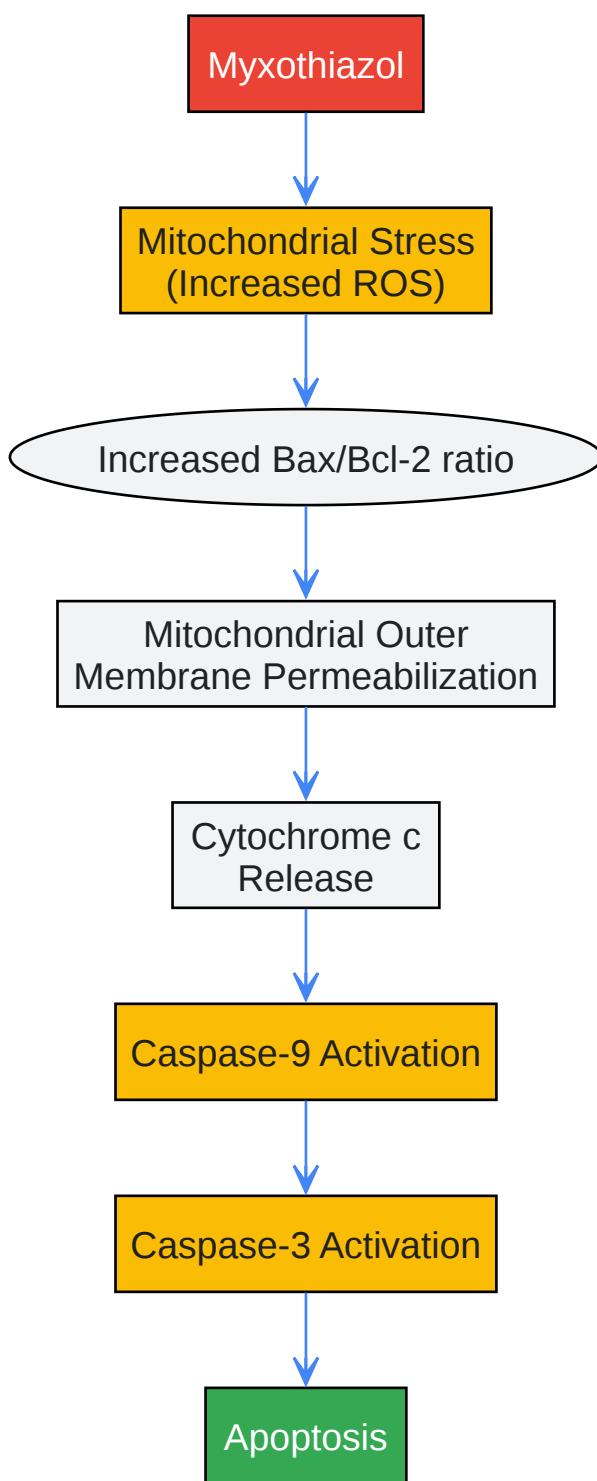 Myxothiazol
Mitochondrial Stress
(Increased ROS)
Increased Bax/Bcl-2 ratio
Mitochondrial Outer
Membrane Permeabilization
Cytochrome c
Release
Caspase-9 Activation
Caspase-3 Activation
Apoptosis